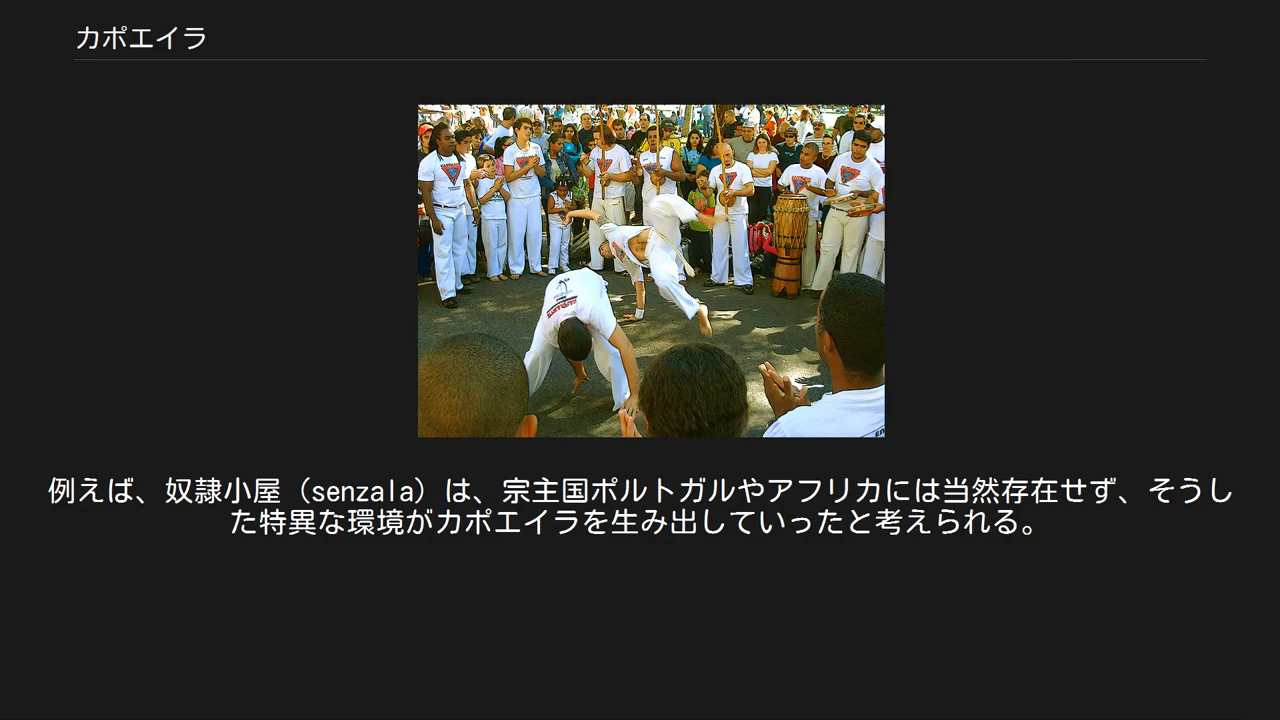 カポエイラ
例えば、奴隷小屋（senzala）は、宗主国ポルトガルやアフリカには当然存在せず、そうし
た特異な環境がカポエイラを生み出していったと考えられる。